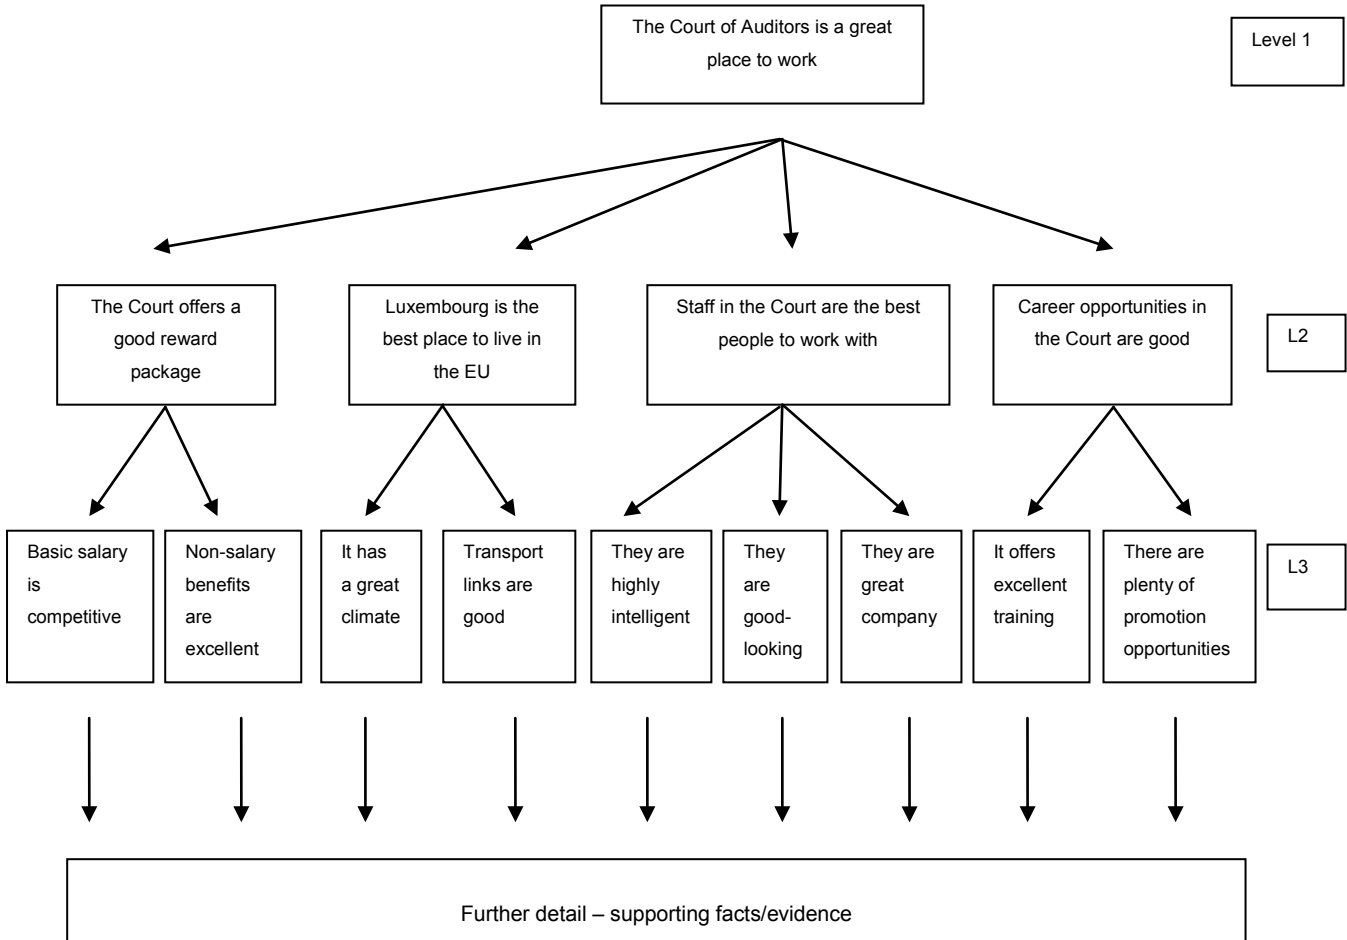 The Court of Auditors is a great
place to work
Level 1
The Court offers a
good reward
package
Luxembourg is the
best place to live in
the EU
Staff in the Court are the best
people to work with
Career opportunities in
the Court are good
L2
Basic salary
is
competitive
Non-salary
benefits
are
excellent
It has
a great
climate
Transport
links are
good
They are
highly
intelligent
They
are
good-
looking
They are
great
company
It offers
excellent
training
There are
plenty of
promotion
opportunities
L3
Further detail – supporting facts/evidence